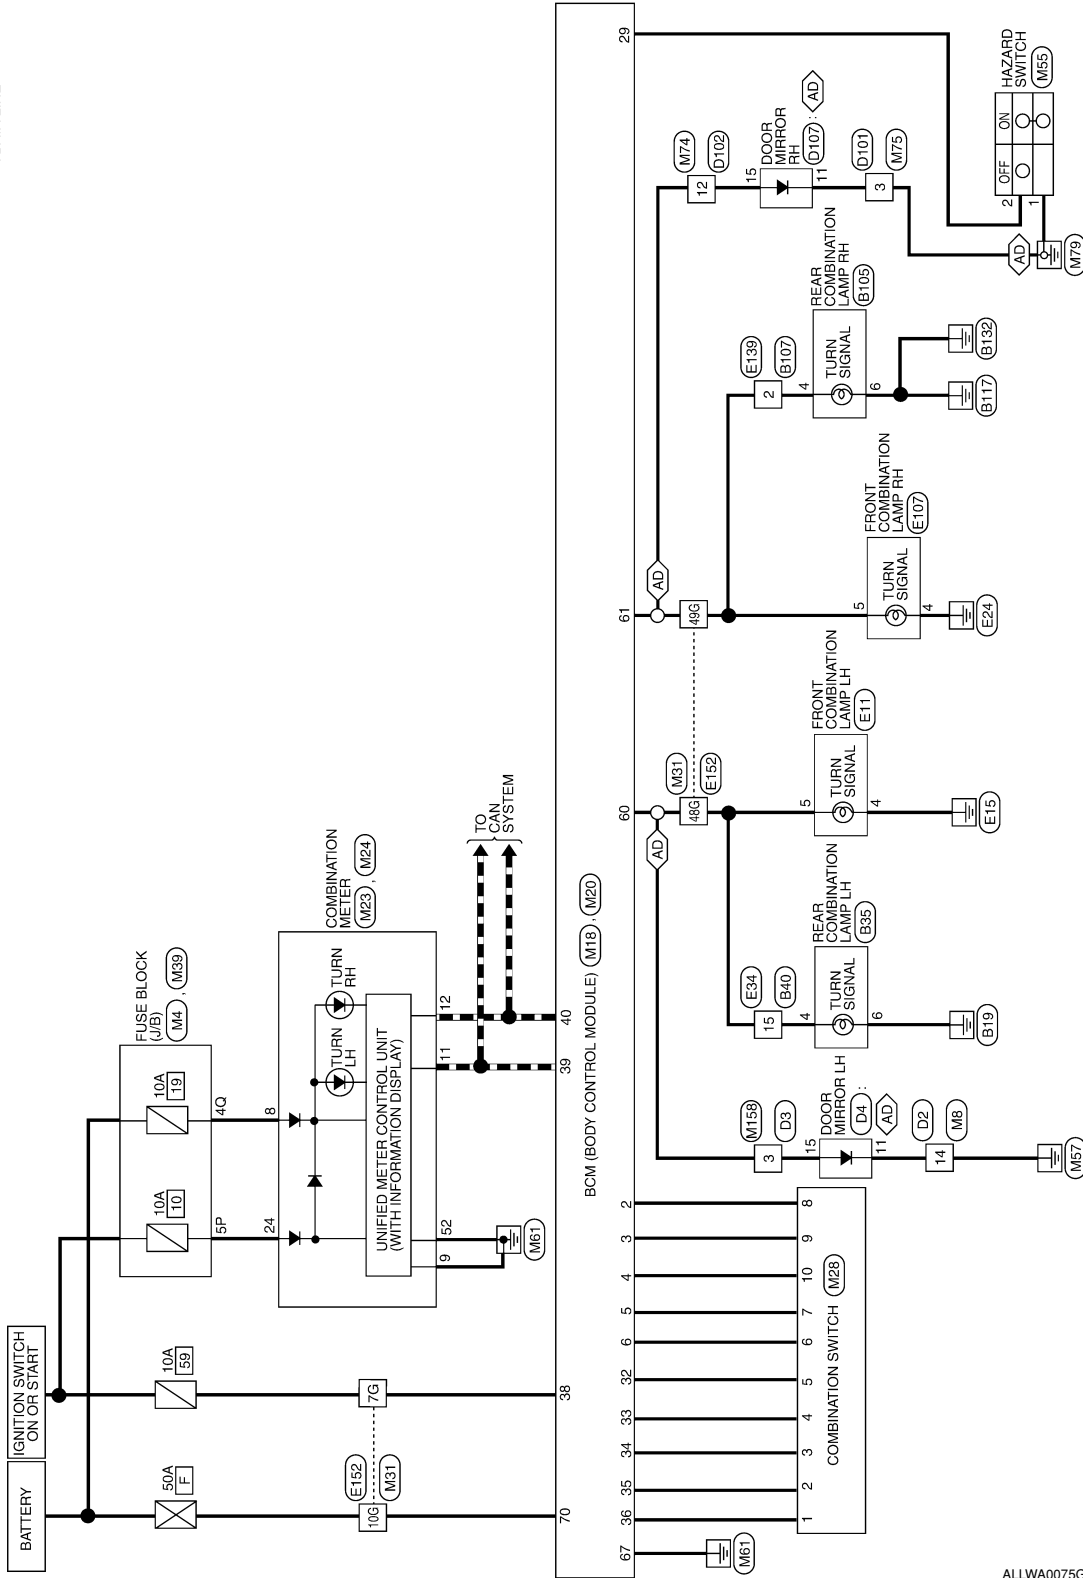 BATTERY
IGNITION SWITCH
ON OR START
50A
F
10A
59
FUSE BLOCK
(J/B)
M4 , M39
10A
10
10A
19
5P
4Q
E152
M31
10G
7G
COMBINATION
METER
M23 , M24
24
8
TURN
LH
TURN
RH
UNIFIED METER CONTROL UNIT
(WITH INFORMATION DISPLAY)
9
52
11
12
M61
TO
CAN
SYSTEM
70
38
39
40
BCM (BODY CONTROL MODULE) M18 , M20
67
36
35
34
33
32
6
5
4
3
2
60
61
29
M61
1
2
3
4
5
6
7
10
9
8
COMBINATION SWITCH
M28
AD
M31
E152
48G
49G
AD
M158
D3
3
15
DOOR
MIRROR LH
D4 :
AD
11
D2
M8
14
M57
E34
B40
15
REAR
COMBINATION
LAMP LH
B35
4
TURN
SIGNAL
6
B19
FRONT
COMBINATION
LAMP LH
E11
5
TURN
SIGNAL
4
E15
FRONT
COMBINATION
LAMP RH
E107
5
TURN
SIGNAL
4
E24
E139
B107
2
REAR
COMBINATION
LAMP RH
B105
4
TURN
SIGNAL
6
B117
B132
M74
D102
12
15
DOOR
MIRROR
RH
D107 : AD
11
D101
M75
3
AD
M79
HAZARD
SWITCH
M55
OFF
ON
2
1
ALLWA0075G